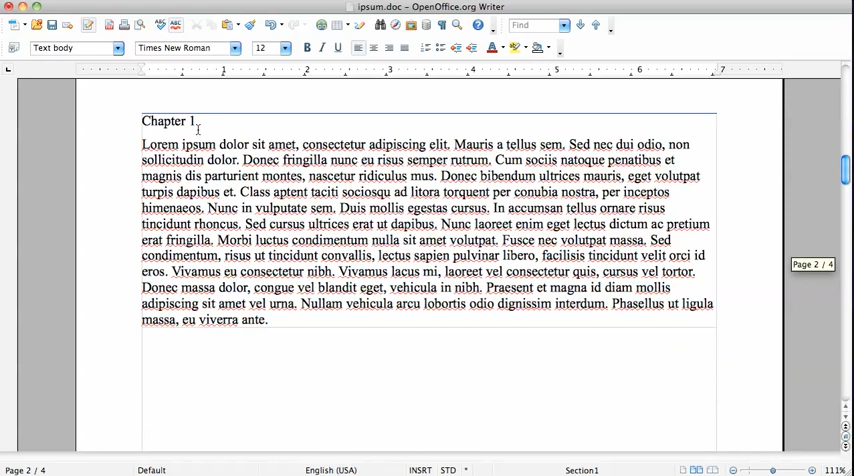 ipsum.doc - OpenOffice.org Writer
Find
Text body Times New Roman 12
1 2 3 4 5 6 7
Chapter 1
Lorem ipsum dolor sit amet, consectetur adipiscing elit. Mauris a tellus sem. Sed nec dui odio, non
sollicitudin dolor. Donec fringilla nunc eu risus semper rutrum. Cum sociis natoque penatibus et
magnis dis parturient montes, nascetur ridiculus mus. Donec bibendum ultrices mauris, eget volutpat
turpis dapibus et. Class aptent taciti sociosqu ad litora torquent per conubia nostra, per inceptos
himenaeos. Nunc in vulputate sem. Duis mollis egestas cursus. In accumsan tellus ornare risus
tincidunt rhoncus. Sed cursus ultrices erat ut dapibus. Nunc laoreet enim eget lectus dictum ac pretium
erat fringilla. Morbi luctus condimentum nulla sit amet volutpat. Fusce nec volutpat massa. Sed
condimentum, risus ut tincidunt convallis, lectus sapien pulvinar libero, facilisis tincidunt velit orci id
eros. Vivamus eu consectetur nibh. Vivamus lacus mi, laoreet vel consectetur quis, cursus vel tortor.
Page 2 / 4
Donec massa dolor, congue vel blandit eget, vehicula in nibh. Praesent et magna id diam mollis
adipiscing sit amet vel urna. Nullam vehicula arcu lobortis odio dignissim interdum. Phasellus ut ligula
massa, eu viverra ante.
Page 2 / 4 Default English (USA) INSRT STD * Section1 111%